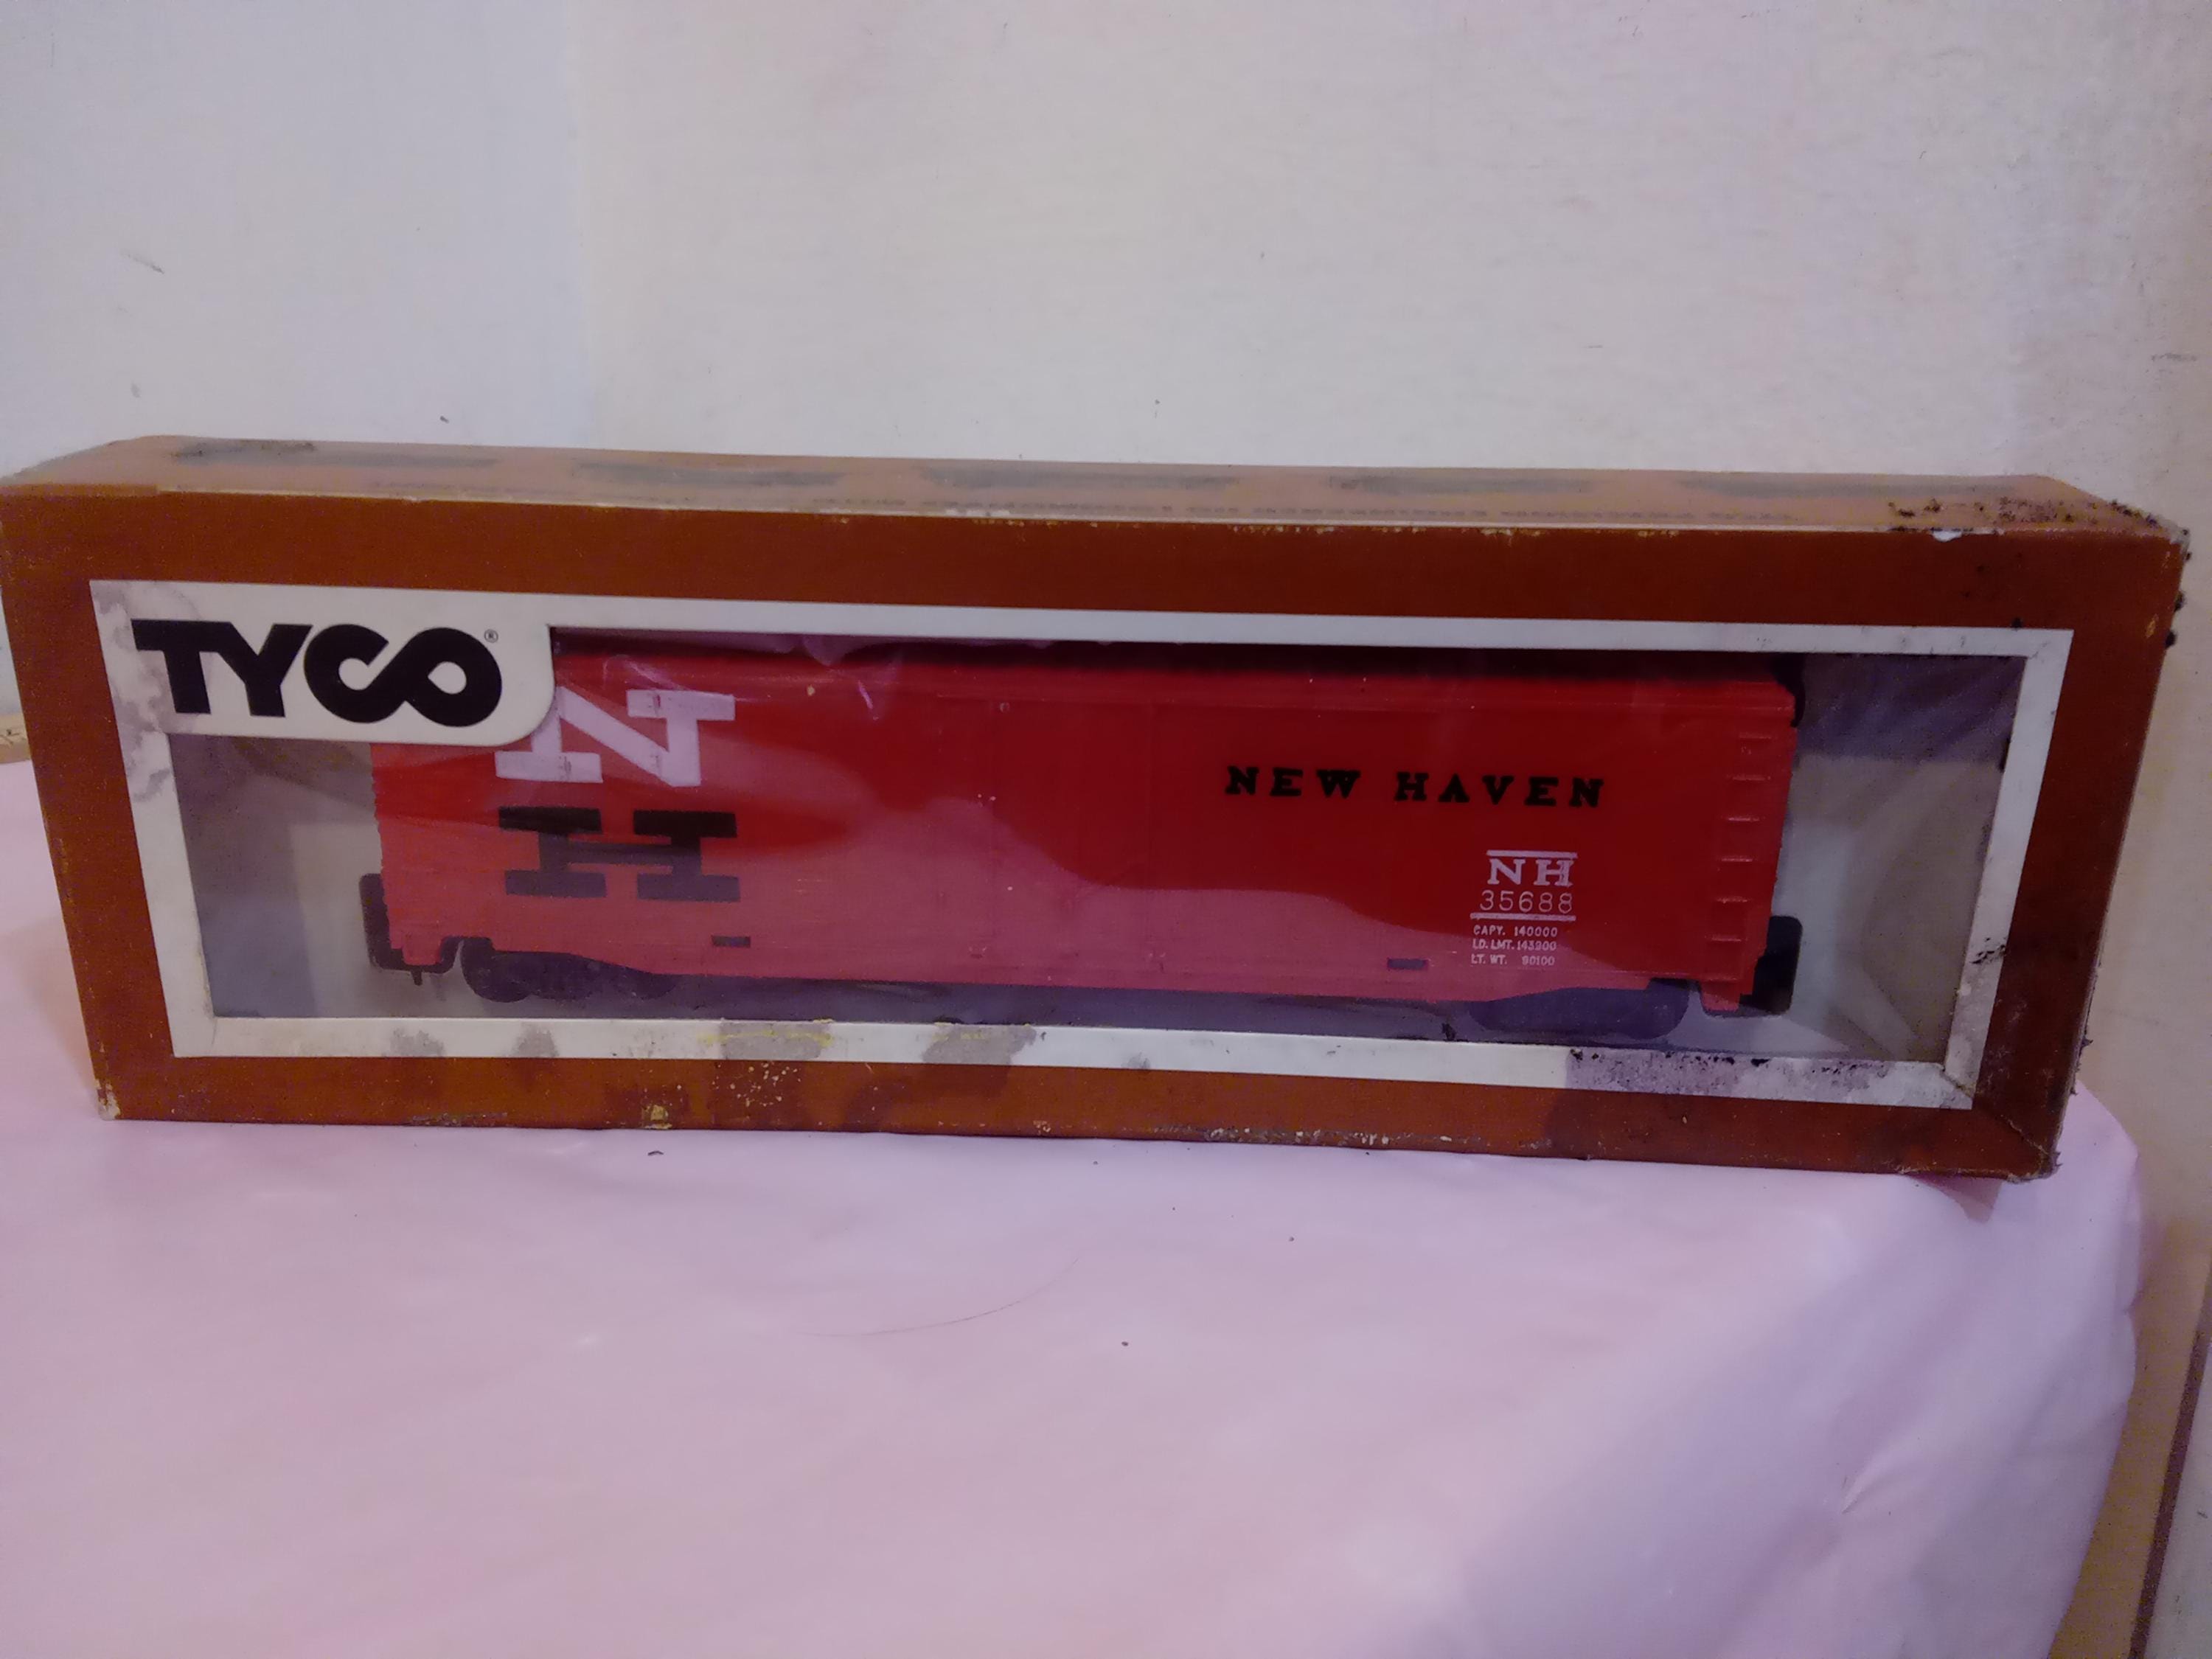 TYCO®
N
H
NEW HAVEN
NH
35688
CAPY. 140000
LD. LMT. 143900
LT. WT. 90100